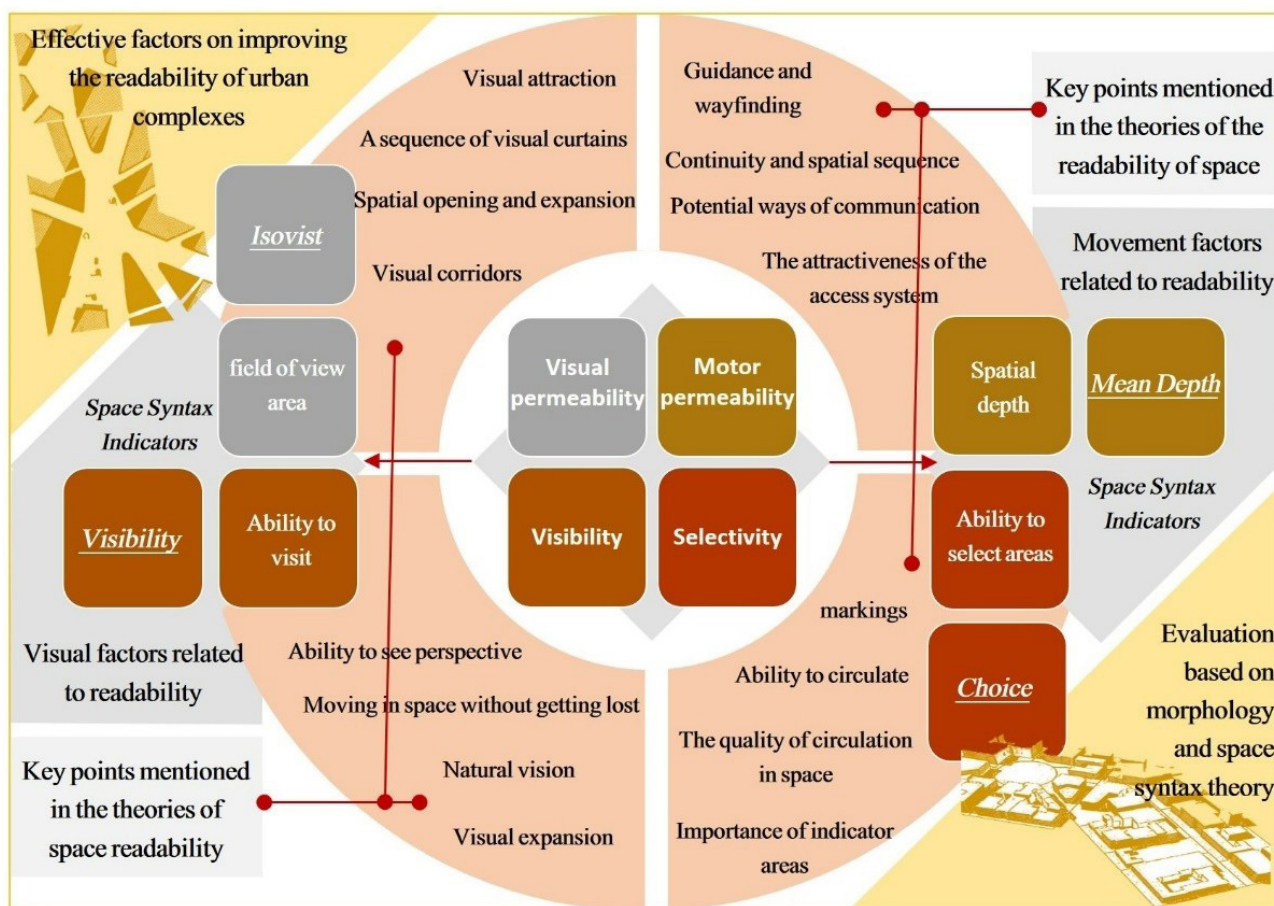 Effective factors on improving
the readability of urban
complexes
Visual attraction
A sequence of visual curtains
Spatial opening and expansion
Visual corridors
Guidance and
wayfinding
Continuity and spatial sequence
Potential ways of communication
The attractiveness of the
access system
Key points mentioned
in the theories of the
readability of space
Movement factors
related to readability
Isovist
field of view
area
Space Syntax
Indicators
Visibility
Ability to
visit
Visual
permeability
Motor
permeability
Visibility
Selectivity
Spatial
depth
Mean Depth
Ability to
select areas
Space Syntax
Indicators
Choice
Visual factors related
to readability
Key points mentioned
in the theories of
space readability
Ability to see perspective
Moving in space without getting lost
Natural vision
Visual expansion
markings
Ability to circulate
The quality of circulation
in space
Importance of indicator
areas
Evaluation
based on
morphology
and space
syntax theory